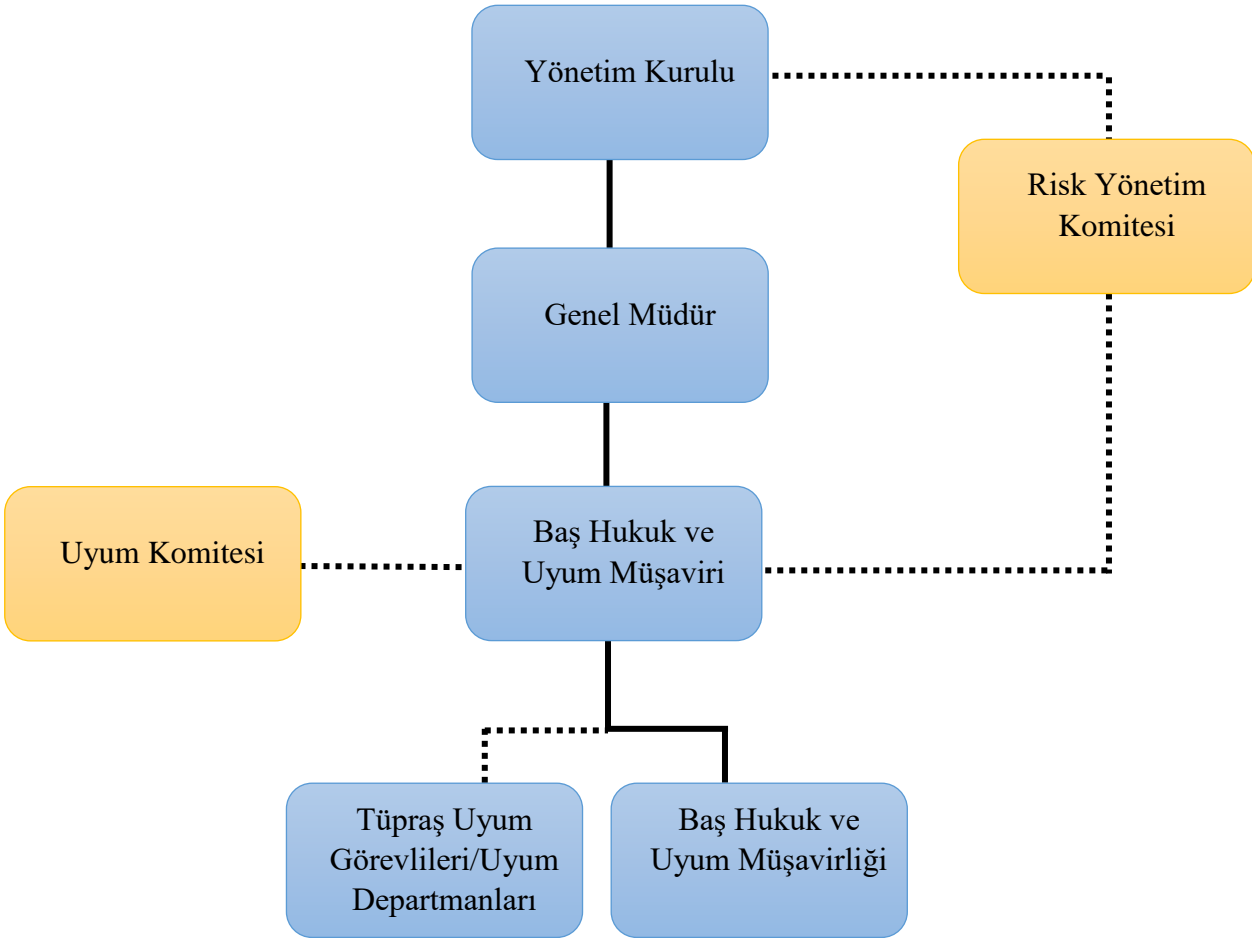 Yönetim Kurulu
Risk Yönetim
Komitesi
Genel Müdür
Uyum Komitesi
Baş Hukuk ve
Uyum Müşaviri
Tüpraş Uyum
Görevlileri/Uyum
Departmanları
Baş Hukuk ve
Uyum Müşavirliği